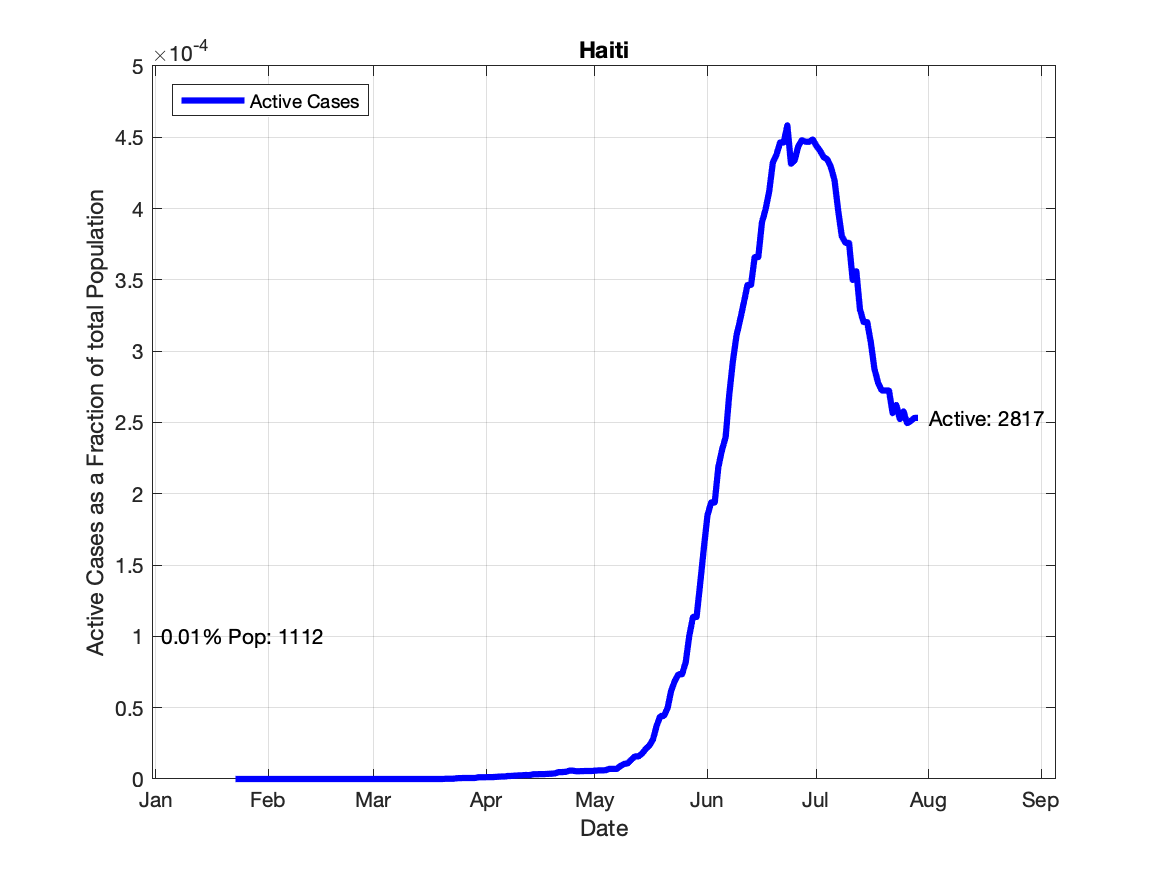 Haiti
×10-4
Active Cases
5
4.5
4
3.5
3
2.5
2
1.5
1
0.5
0
Active Cases as a Fraction of total Population
Active: 2817
0.01% Pop: 1112
Jan Feb Mar Apr May Jun Jul Aug Sep
Date